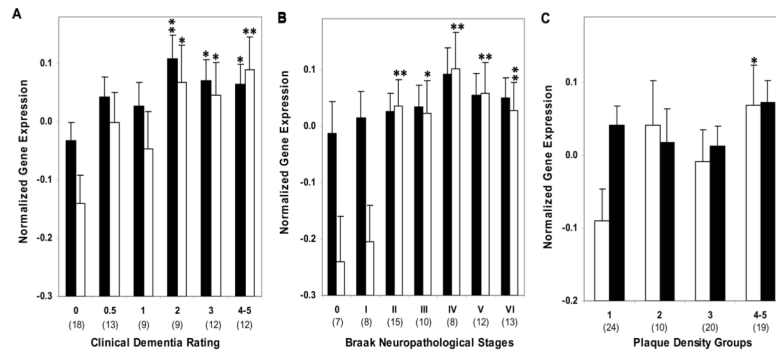 A
Normalized Gene Expression
0.1
0.0
-0.1
-0.2
-0.3
** * * * * **
0 0.5 1 2 3 4-5
(18) (13) (9) (9) (12) (12)
Clinical Dementia Rating
B
Normalized Gene Expression
0.1
0.0
-0.1
-0.2
-0.3
** * ** ** **
0 I II III IV V VI
(7) (8) (15) (10) (8) (12) (13)
Braak Neuropathological Stages
C
Normalized Gene Expression
0.1
0.0
-0.1
-0.2
*
1 2 3 4-5
(24) (10) (20) (19)
Plaque Density Groups